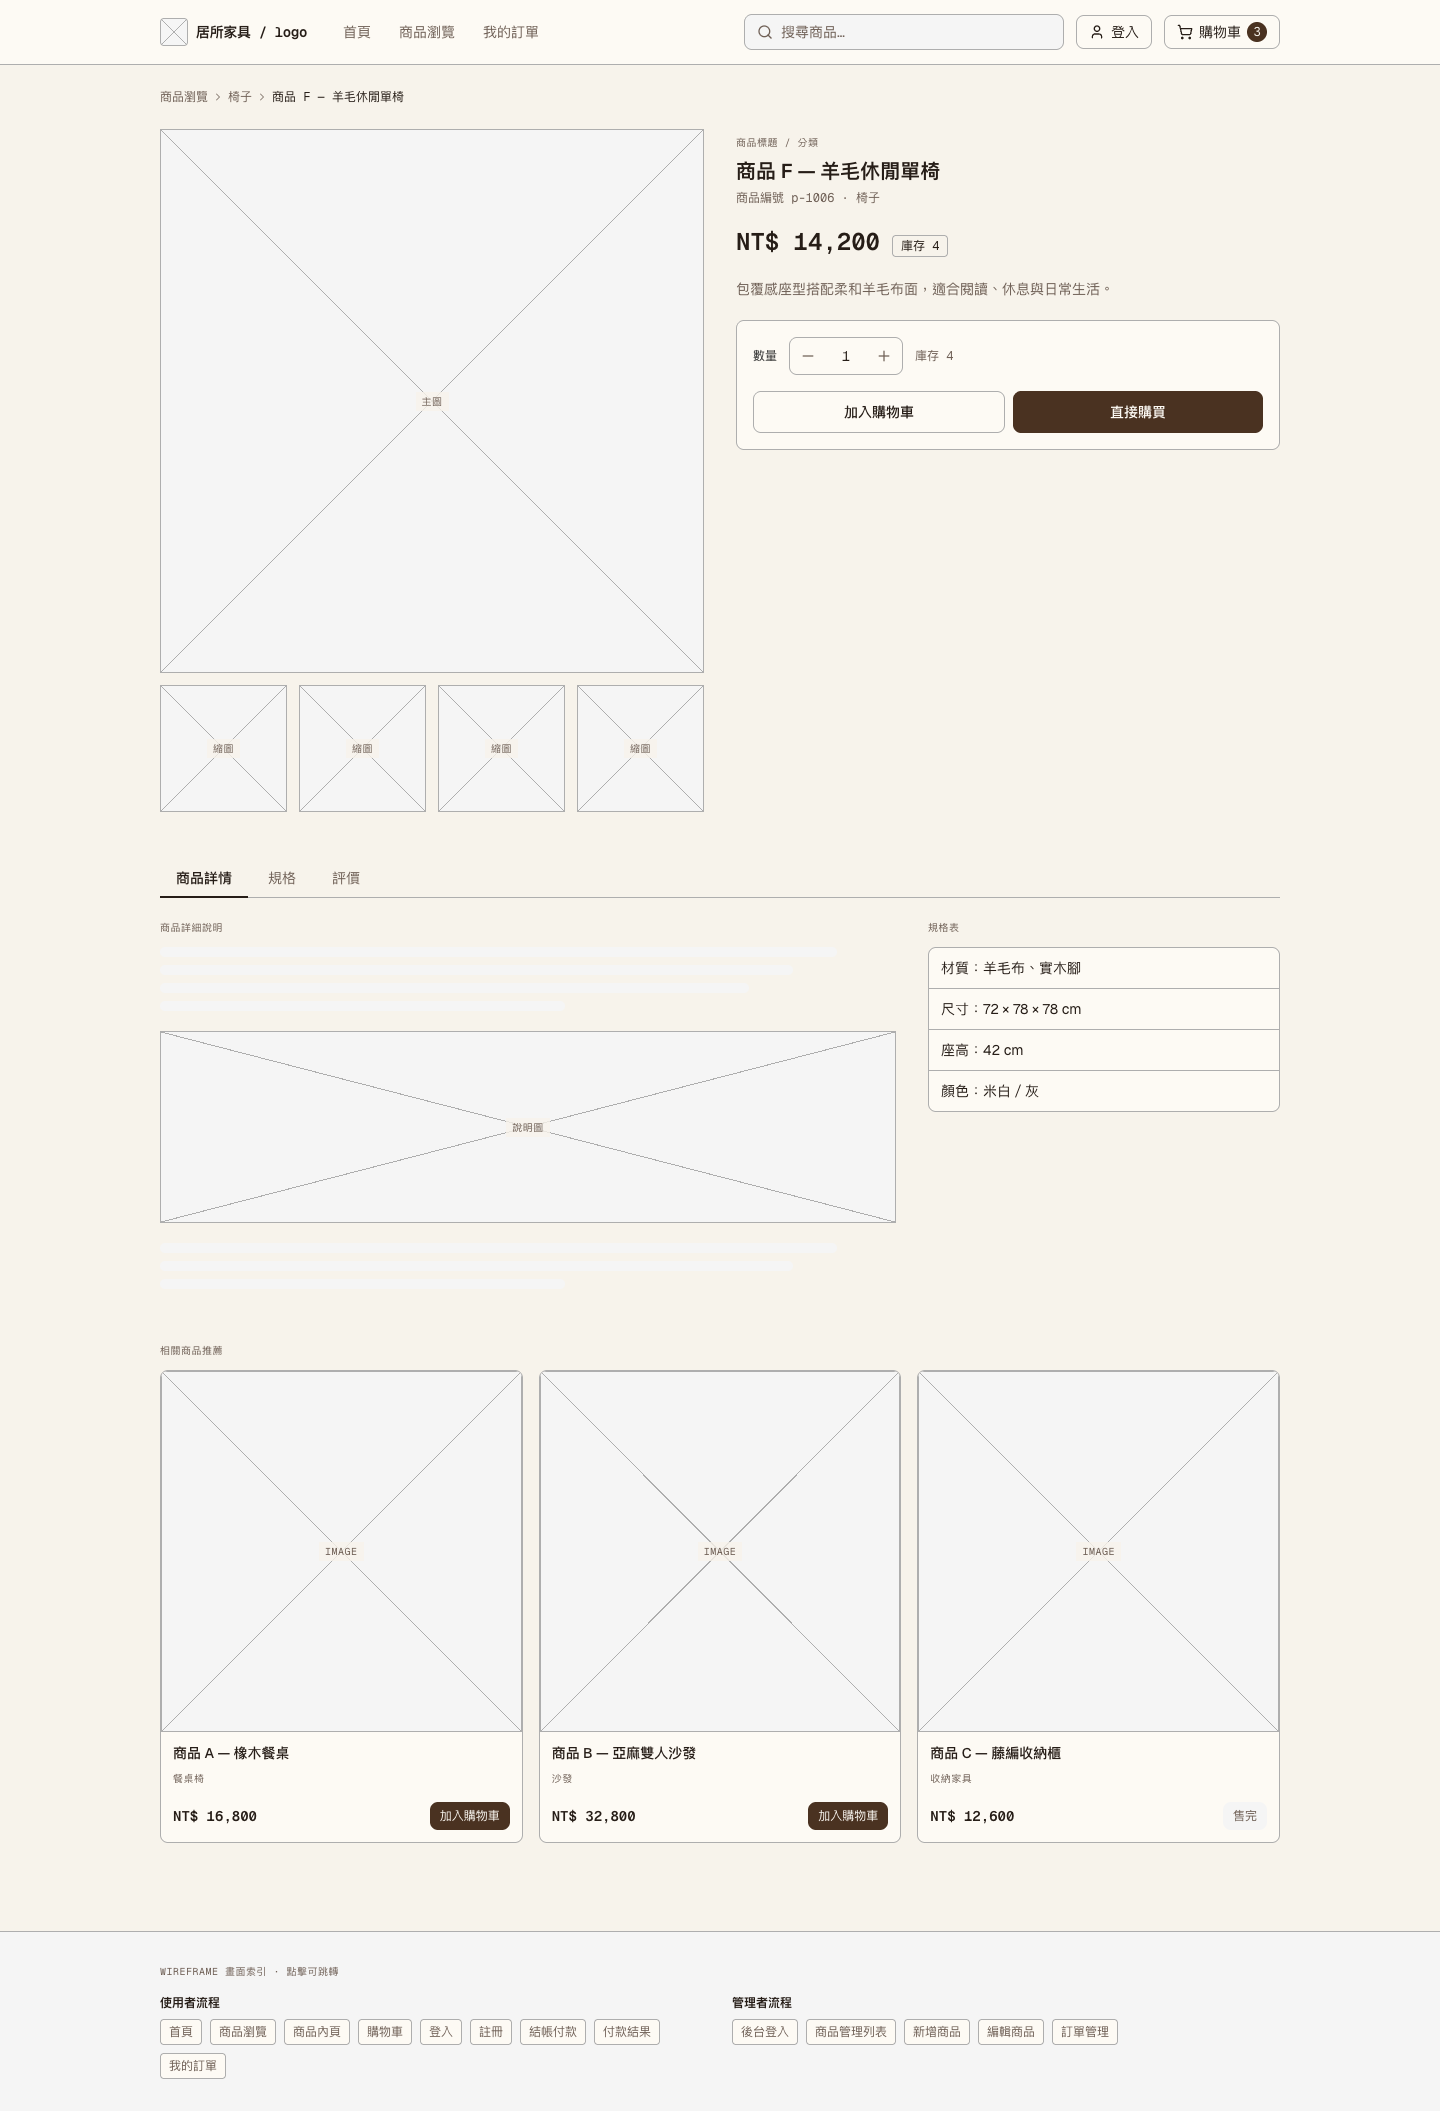 居所家具 / logo
首頁
商品瀏覽
我的訂單
搜尋商品…
登入
購物車 3
商品瀏覽 › 椅子 › 商品 F — 羊毛休閒單椅
主圖
縮圖
縮圖
縮圖
縮圖
商品標題 / 分類
商品 F — 羊毛休閒單椅
商品編號 p-1006 · 椅子
NT$ 14,200
庫存 4
包覆感座型搭配柔和羊毛布面，適合閱讀、休息與日常生活。
數量
1
庫存 4
加入購物車
直接購買
商品詳情
規格
評價
商品詳細說明
說明圖
規格表
材質：羊毛布、實木腳
尺寸：72 × 78 × 78 cm
座高：42 cm
顏色：米白 / 灰
相關商品推薦
IMAGE
商品 A — 橡木餐桌
餐桌椅
NT$ 16,800
加入購物車
IMAGE
商品 B — 亞麻雙人沙發
沙發
NT$ 32,800
加入購物車
IMAGE
商品 C — 藤編收納櫃
收納家具
NT$ 12,600
售完
WIREFRAME 畫面索引 · 點擊可跳轉
使用者流程
首頁
商品瀏覽
商品內頁
購物車
登入
註冊
結帳付款
付款結果
我的訂單
管理者流程
後台登入
商品管理列表
新增商品
編輯商品
訂單管理